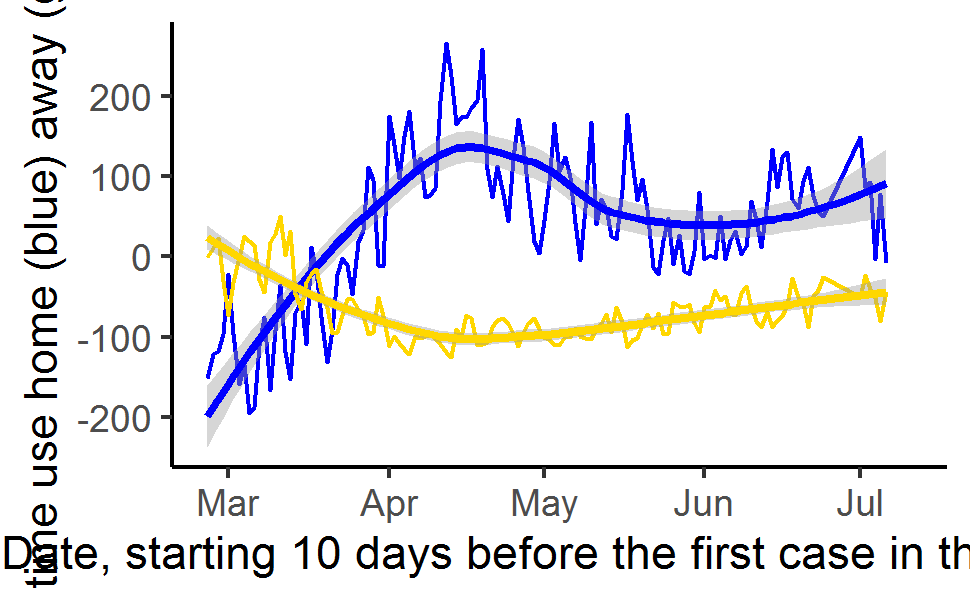 time use home (blue) away (
200
100
0
-100
-200
Mar Apr May Jun Jul
Date, starting 10 days before the first case in th